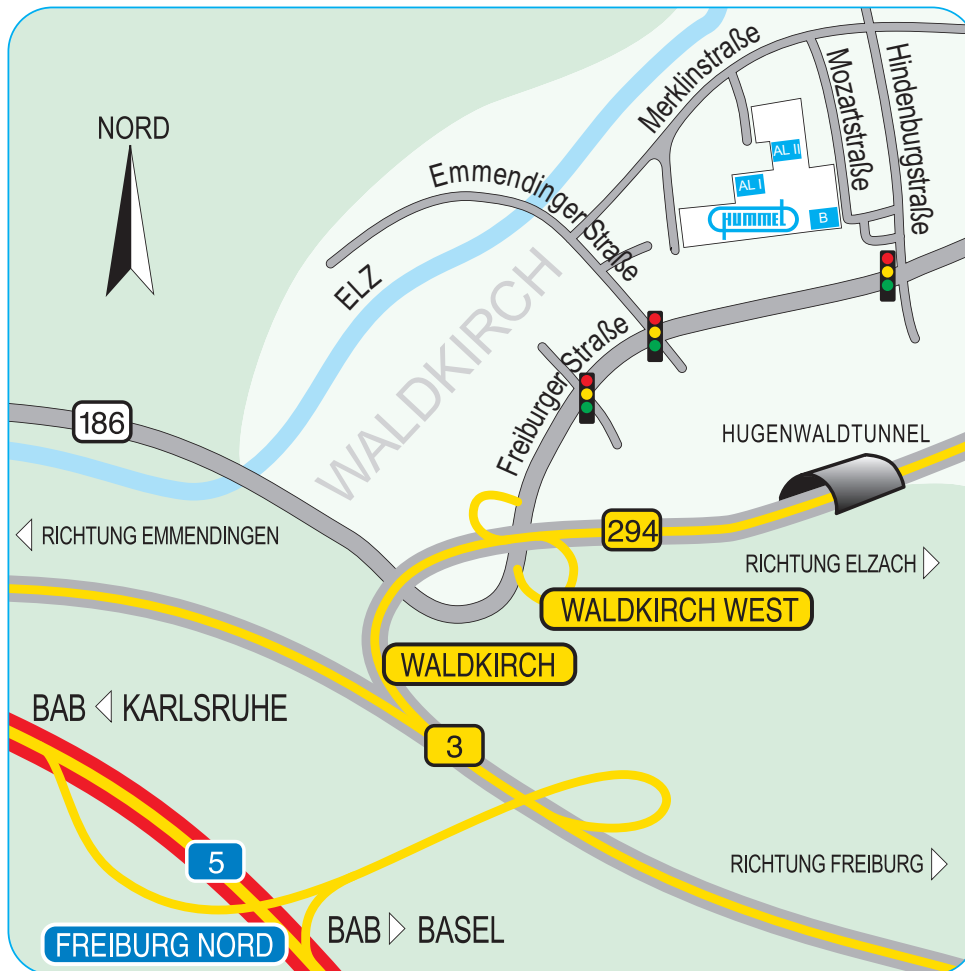 NORD
Merklinstraße
Mozartstraße
Hindenburgstraße
Emmendinger Straße
AL II
AL I
HUMMEL
B
ELZ
WALDKIRCH
Freiburger Straße
186
HUGENWALDTUNNEL
RICHTUNG EMMENDINGEN
294
RICHTUNG ELZACH
WALDKIRCH WEST
WALDKIRCH
BAB KARLSRUHE
3
5
RICHTUNG FREIBURG
FREIBURG NORD
BAB BASEL